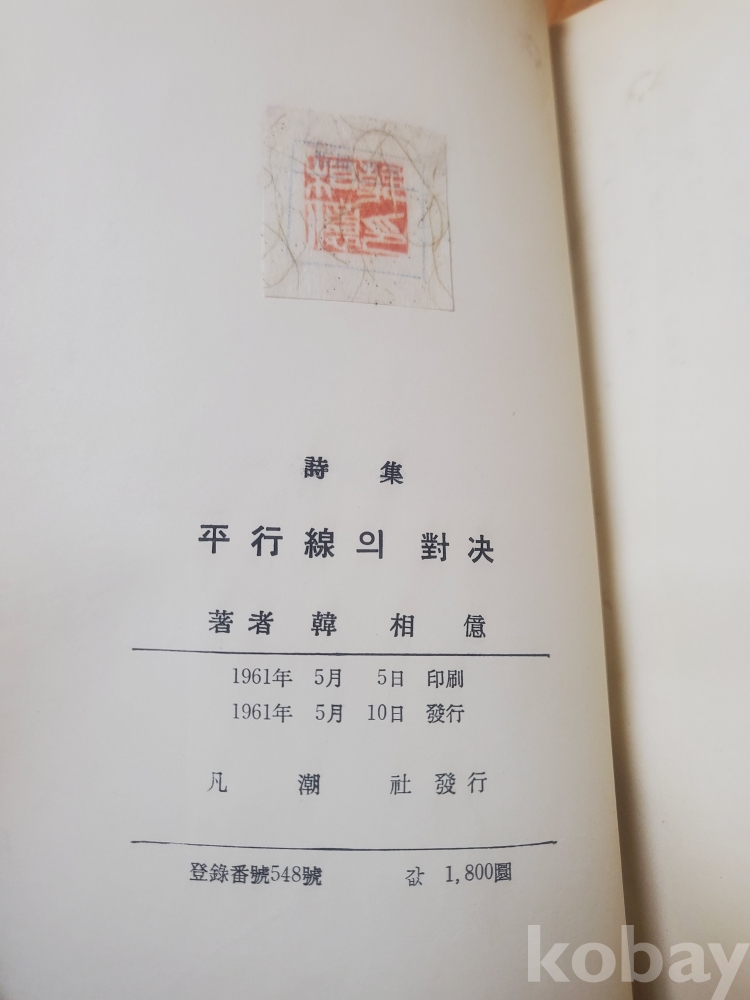 詩 集
平行線의 對決
著者 韓 相 億
1961年 5月 5日 印刷
1961年 5月 10日 發行
凡 潮 社 發行
登錄番號548號 값 1,800圜
kobay